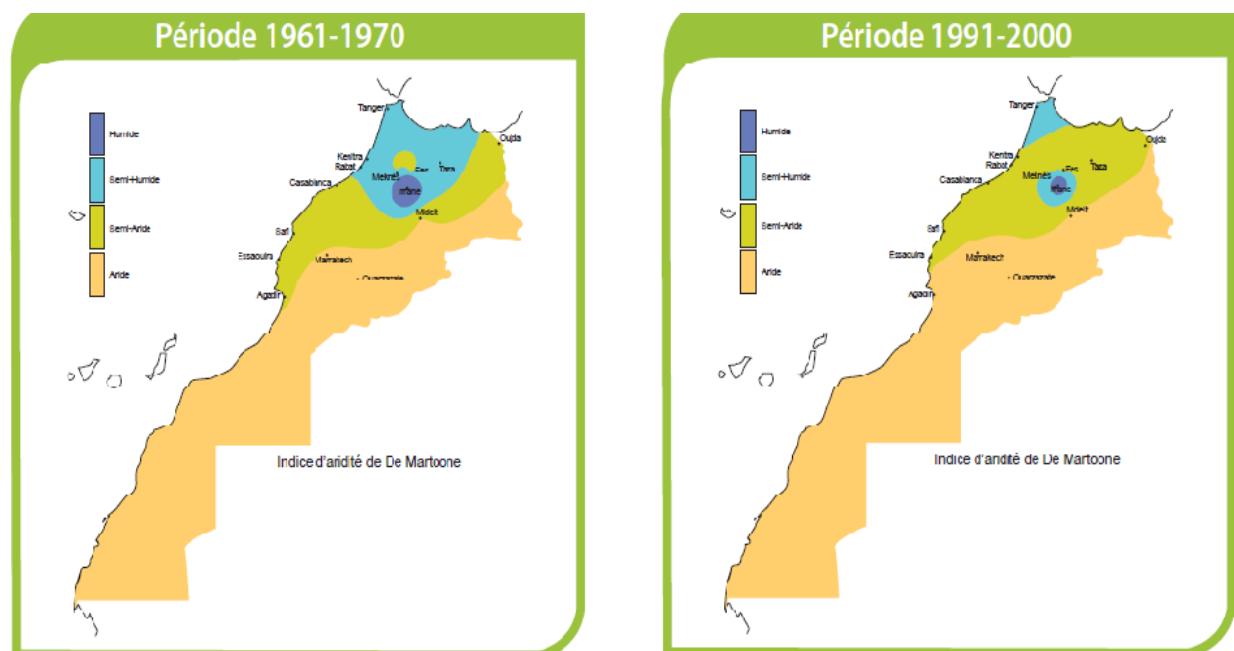 Période 1961-1970
Tanger
Humide
Oujda
Semi-Humide
Kenitra
Rabat
Meknès
Fes
Taza
Casablanca
Ifrane
Midelt
Semi-Aride
Safi
Essaouira
Marrakech
Aride
Ouarzazate
Agadir
Indice d'aridité de De Martoone
Période 1991-2000
Tanger
Humide
Oujda
Kenitra
Rabat
Fes
Taza
Meknès
Semi-Humide
Casablanca
Ifrane
Midelt
Semi-Aride
Safi
Essaouira
Marrakech
Aride
Ouarzazate
Agadir
Indice d'aridité de De Martoone